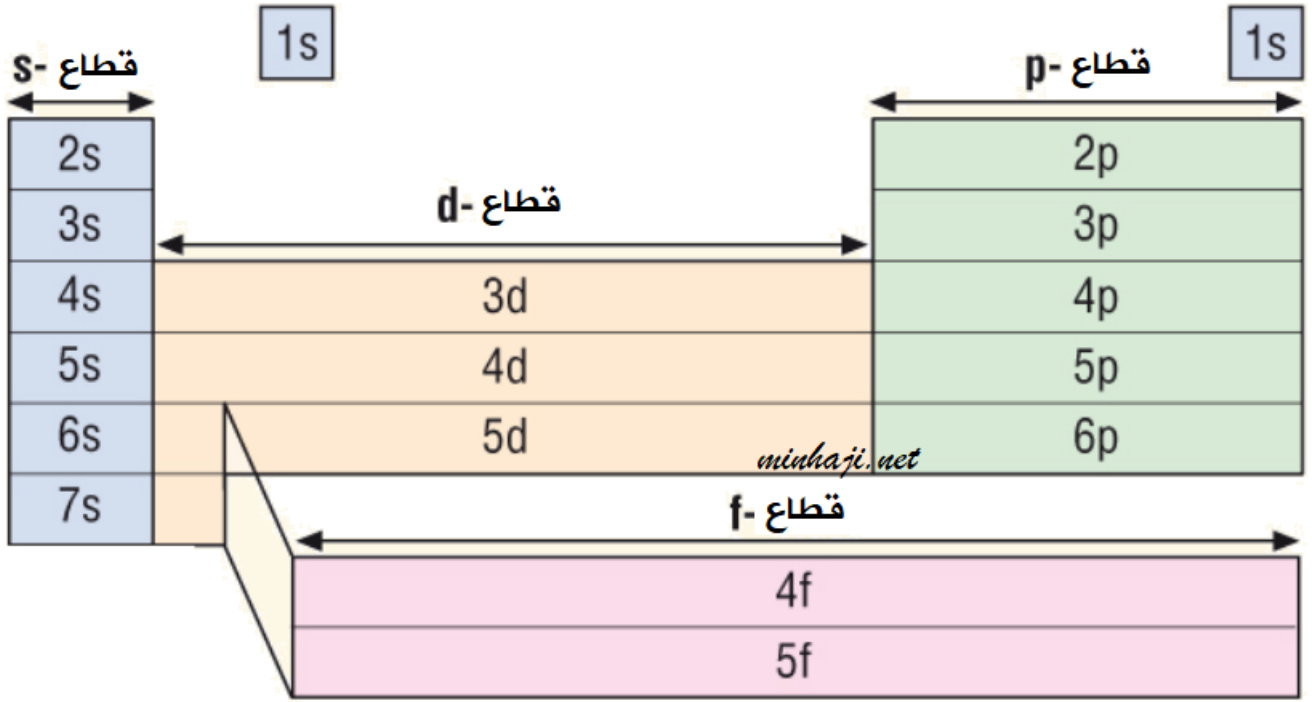 1s
1s
s- قطاع
p- قطاع
2s
2p
d- قطاع
3s
3p
4s
3d
4p
5s
4d
5p
6s
5d
6p
minhaji.net
7s
f- قطاع
4f
5f